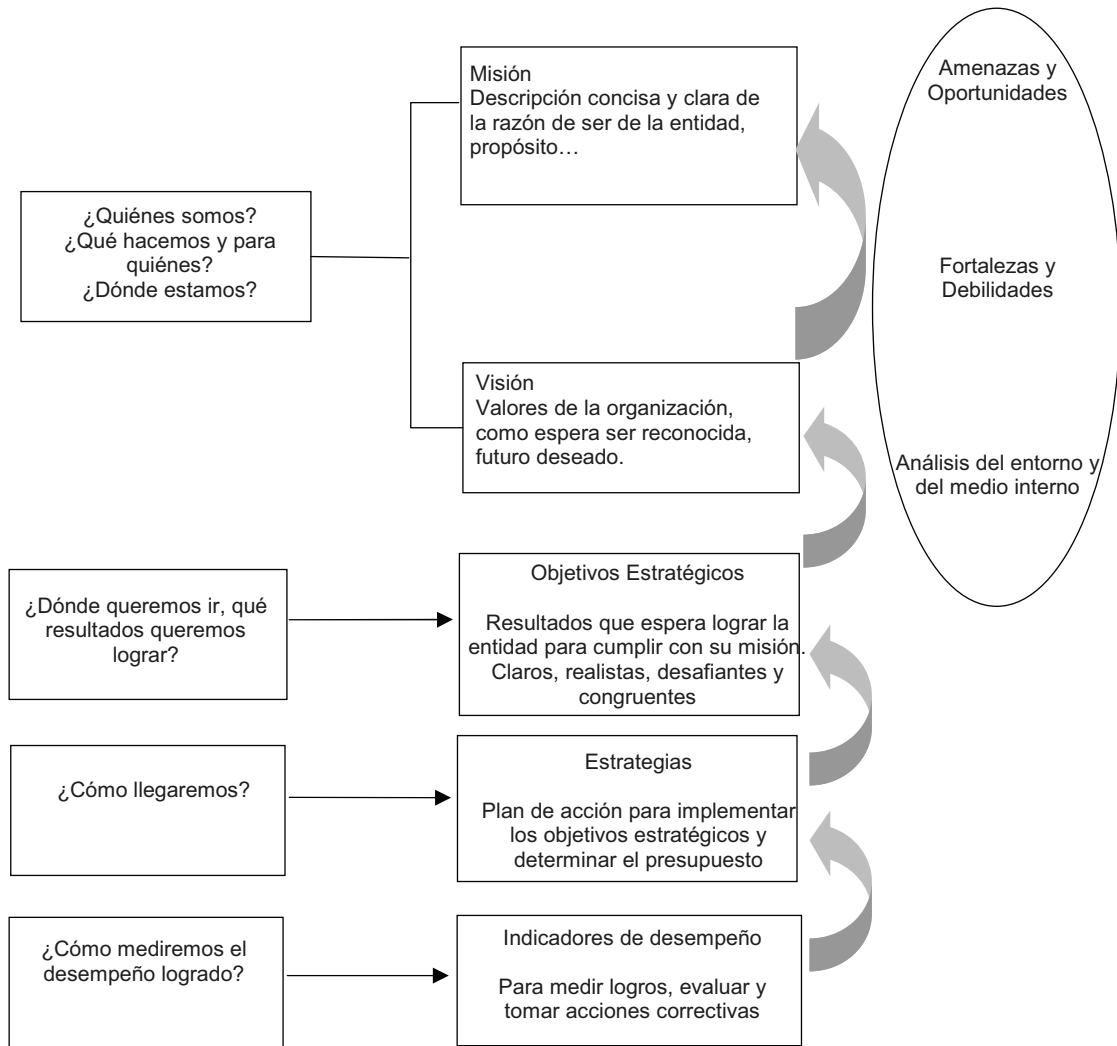 Misión
Descripción concisa y clara de
la razón de ser de la entidad,
propósito…
Amenazas y
Oportunidades
¿Quiénes somos?
¿Qué hacemos y para
quiénes?
¿Dónde estamos?
Fortalezas y
Debilidades
Visión
Valores de la organización,
como espera ser reconocida,
futuro deseado.
Análisis del entorno y
del medio interno
¿Dónde queremos ir, qué
resultados queremos
lograr?
Objetivos Estratégicos
Resultados que espera lograr la
entidad para cumplir con su misión.
Claros, realistas, desafiantes y
congruentes
¿Cómo llegaremos?
Estrategias
Plan de acción para implementar
los objetivos estratégicos y
determinar el presupuesto
¿Cómo mediremos el
desempeño logrado?
Indicadores de desempeño
Para medir logros, evaluar y
tomar acciones correctivas